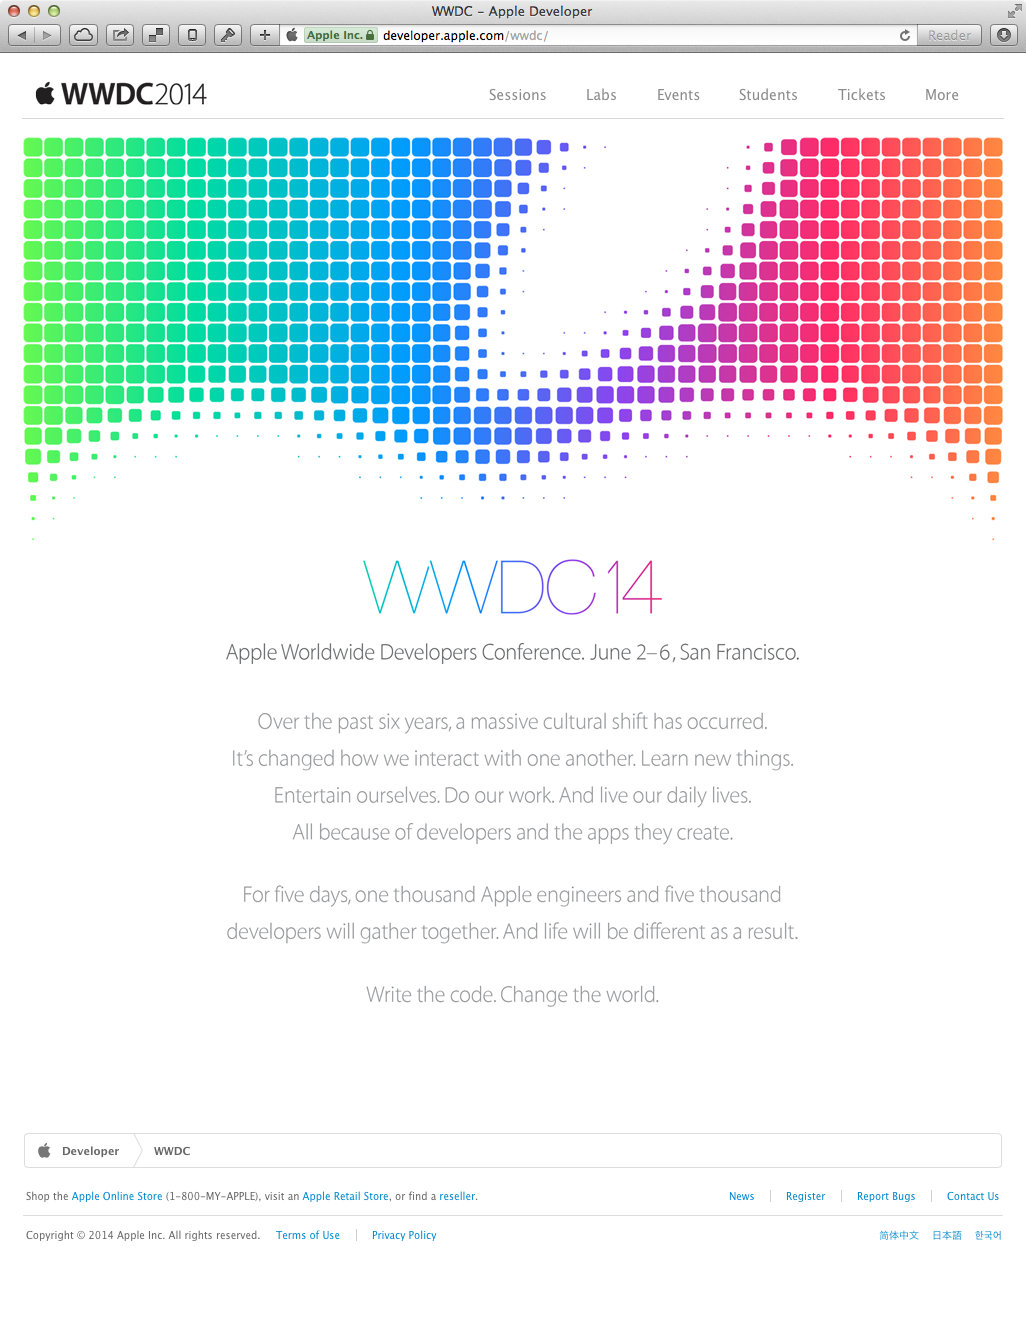 WWDC – Apple Developer
Apple Inc. developer.apple.com/wwdc/ Reader
WWDC2014 Sessions Labs Events Students Tickets More
WWDC14
Apple Worldwide Developers Conference. June 2–6, San Francisco.
Over the past six years, a massive cultural shift has occurred.
It's changed how we interact with one another. Learn new things.
Entertain ourselves. Do our work. And live our daily lives.
All because of developers and the apps they create.
For five days, one thousand Apple engineers and five thousand
developers will gather together. And life will be different as a result.
Write the code. Change the world.
Developer WWDC
Shop the Apple Online Store (1-800-MY-APPLE), visit an Apple Retail Store, or find a reseller. News Register Report Bugs Contact Us
Copyright © 2014 Apple Inc. All rights reserved. Terms of Use Privacy Policy 简体中文 日本語 한국어